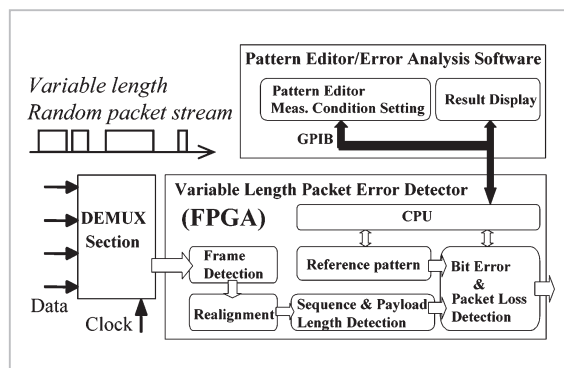 Pattern Editor/Error Analysis Software
Variable length
Random packet stream
Pattern Editor
Meas. Condition Setting
Result Display
GPIB
Variable Length Packet Error Detector
(FPGA)
CPU
DEMUX
Section
Frame
Detection
Reference pattern
Bit Error
&
Packet Loss
Detection
Realignment
Sequence & Payload
Length Detection
Data
Clock